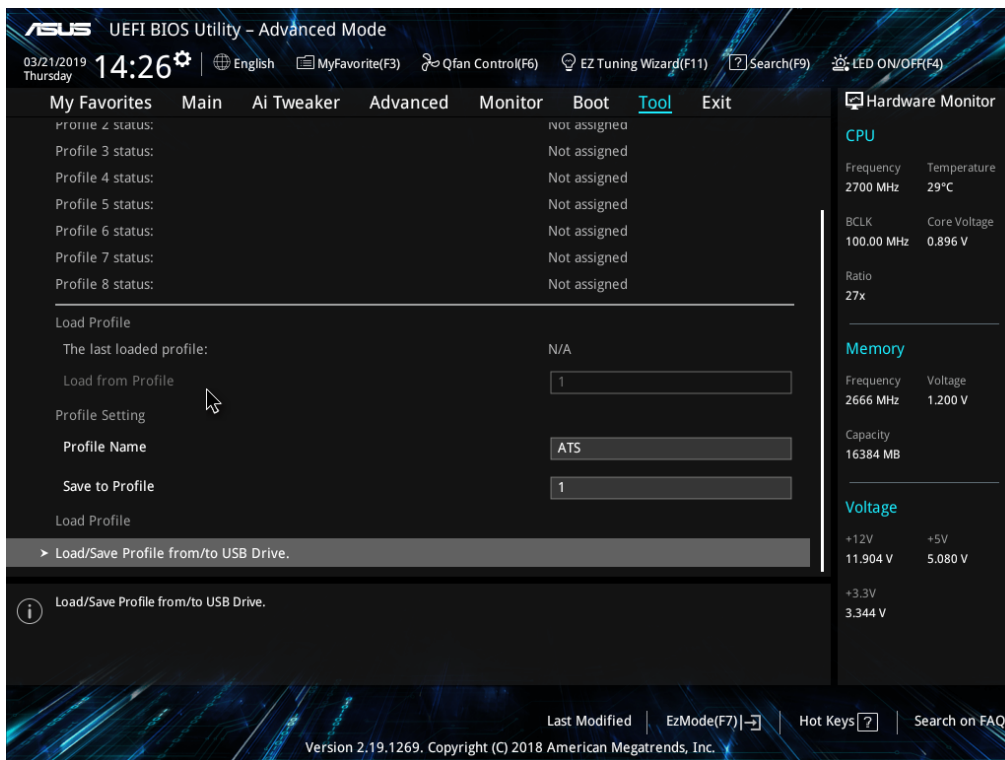 ASUS UEFI BIOS Utility – Advanced Mode
03/21/2019
Thursday
14:26
English
MyFavorite(F3)
Qfan Control(F6)
EZ Tuning Wizard(F11)
? Search(F9)
LED ON/OFF(F4)
My Favorites Main Ai Tweaker Advanced Monitor Boot Tool Exit
Profile 2 status: Not assigned
Profile 3 status: Not assigned
Profile 4 status: Not assigned
Profile 5 status: Not assigned
Profile 6 status: Not assigned
Profile 7 status: Not assigned
Profile 8 status: Not assigned
Load Profile
The last loaded profile: N/A
Load from Profile 1
Profile Setting
Profile Name ATS
Save to Profile 1
Load Profile
Load/Save Profile from/to USB Drive.
Load/Save Profile from/to USB Drive.
Hardware Monitor
CPU
Frequency Temperature
2700 MHz 29°C
BCLK Core Voltage
100.00 MHz 0.896 V
Ratio
27x
Memory
Frequency Voltage
2666 MHz 1.200 V
Capacity
16384 MB
Voltage
+12V +5V
11.904 V 5.080 V
+3.3V
3.344 V
Last Modified EzMode(F7) Hot Keys ? Search on FAQ
Version 2.19.1269. Copyright (C) 2018 American Megatrends, Inc.